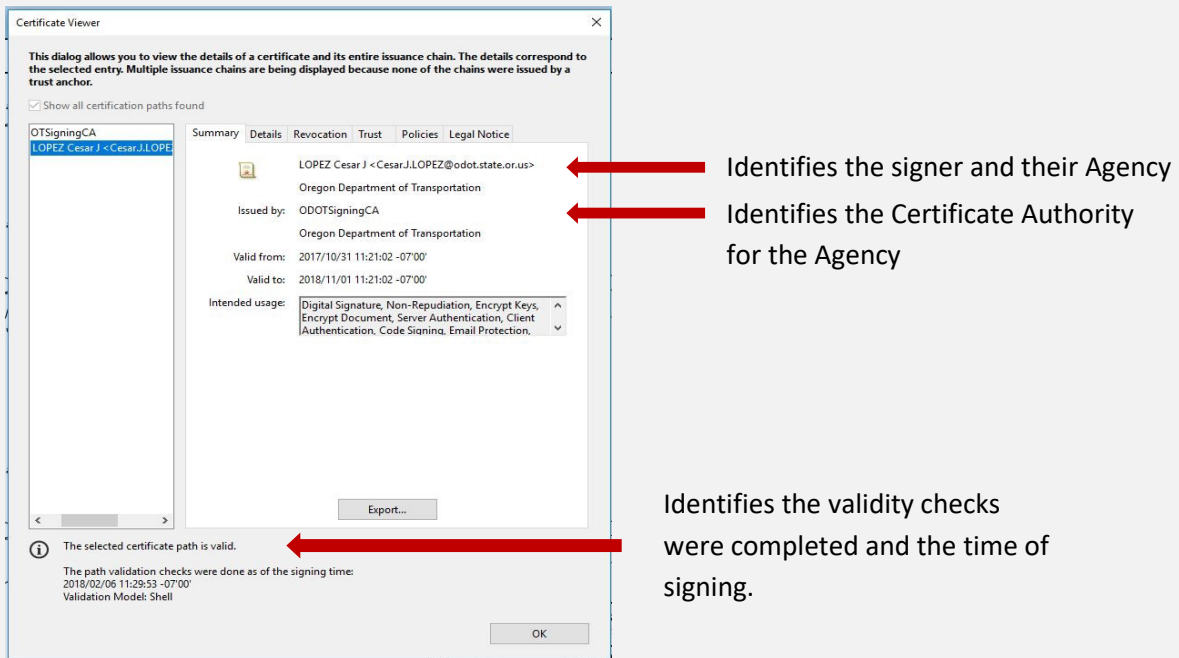 Certificate Viewer
This dialog allows you to view the details of a certificate and its entire issuance chain. The details correspond to
the selected entry. Multiple issuance chains are being displayed because none of the chains were issued by a
trust anchor.
Show all certification paths found
OTSigningCA
LOPEZ Cesar J <Cesar.J.LOPE
Summary Details Revocation Trust Policies Legal Notice
LOPEZ Cesar J <Cesar.J.LOPEZ@odot.state.or.us>
Oregon Department of Transportation
Issued by: ODOTSigningCA
Oregon Department of Transportation
Valid from: 2017/10/31 11:21:02 -07'00'
Valid to: 2018/11/01 11:21:02 -07'00'
Intended usage: Digital Signature, Non-Repudiation, Encrypt Keys,
Encrypt Document, Server Authentication, Client
Authentication, Code Signing, Email Protection,
Export...
The selected certificate path is valid.
The path validation checks were done as of the signing time:
2018/02/06 11:29:53 -07'00'
Validation Model: Shell
OK
Identifies the signer and their Agency
Identifies the Certificate Authority
for the Agency
Identifies the validity checks
were completed and the time of
signing.